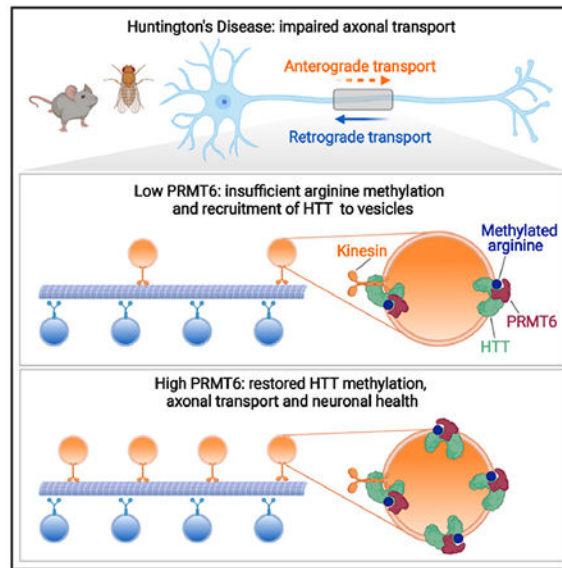 Huntington's Disease: impaired axonal transport
Anterograde transport
Retrograde transport
Low PRMT6: insufficient arginine methylation
and recruitment of HTT to vesicles
Kinesin
Methylated
arginine
PRMT6
HTT
High PRMT6: restored HTT methylation,
axonal transport and neuronal health